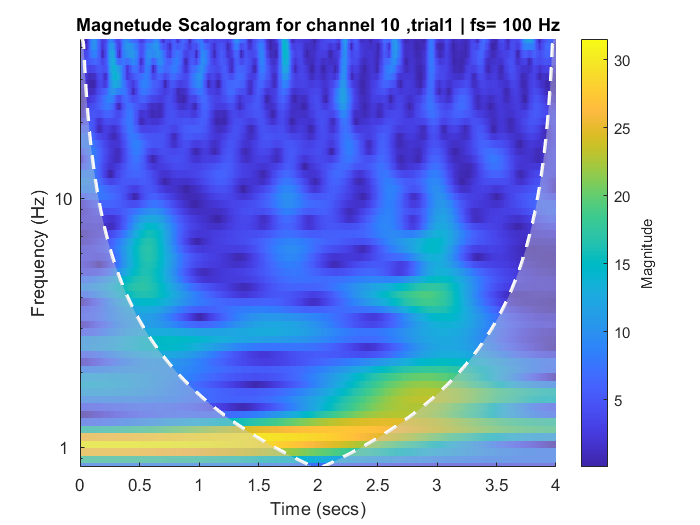 Magnetude Scalogram for channel 10 ,trial1 | fs= 100 Hz
Frequency (Hz)
10
1
0 0.5 1 1.5 2 2.5 3 3.5 4
Time (secs)
30
25
20
15
10
5
Magnitude